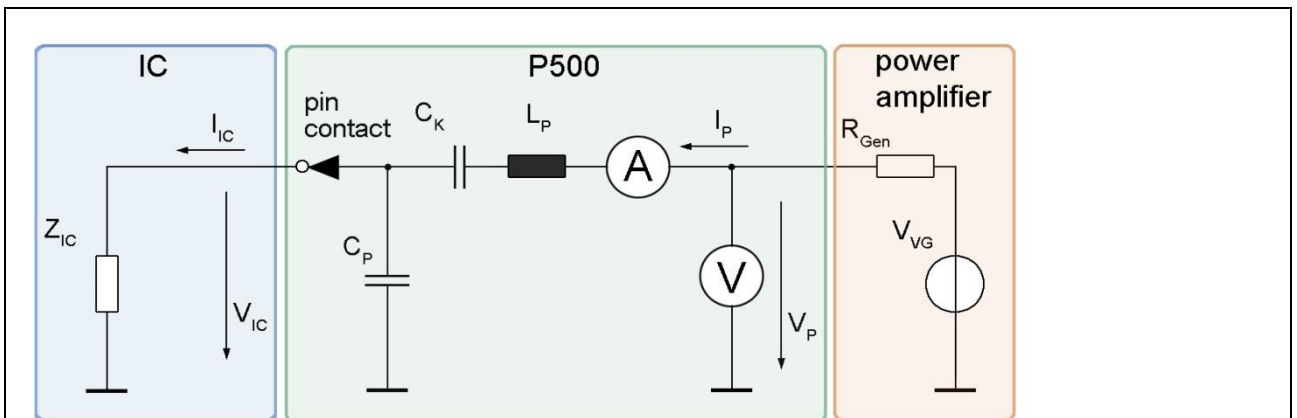 IC
P500
power
amplifier
pin
contact
C_K
L_P
I_P
R_Gen
I_IC
A
Z_IC
C_P
V
V_VG
V_IC
V_P